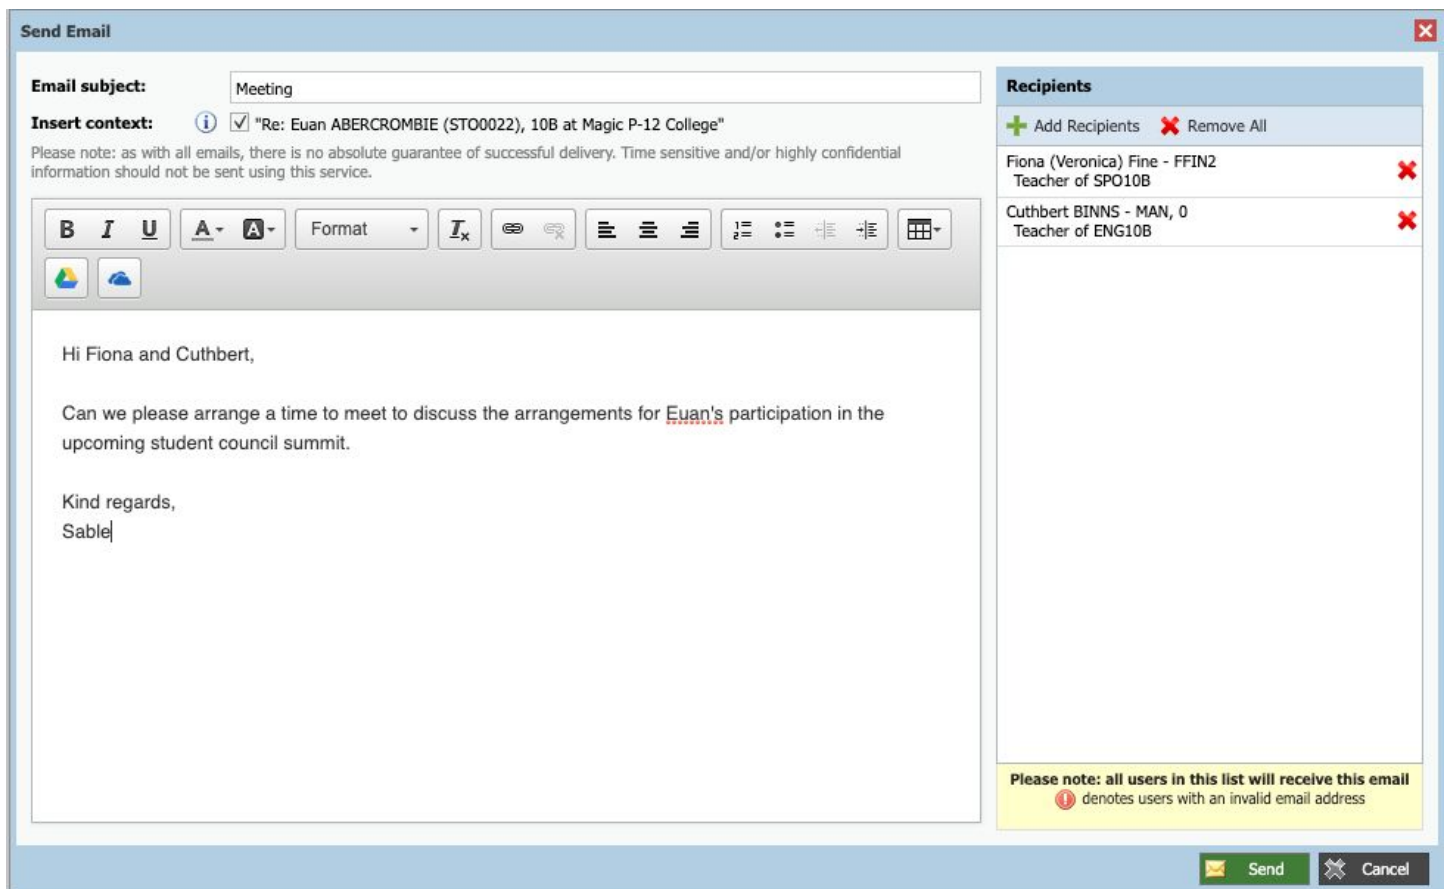 Send Email
Email subject:
Meeting
Insert context:
"Re: Euan ABERCROMBIE (STO0022), 10B at Magic P-12 College"
Please note: as with all emails, there is no absolute guarantee of successful delivery. Time sensitive and/or highly confidential
information should not be sent using this service.
B I U A A Format Ix
Hi Fiona and Cuthbert,
Can we please arrange a time to meet to discuss the arrangements for Euan's participation in the
upcoming student council summit.
Kind regards,
Sable
Recipients
Add Recipients Remove All
Fiona (Veronica) Fine - FFIN2
Teacher of SPO10B
Cuthbert BINNS - MAN, 0
Teacher of ENG10B
Please note: all users in this list will receive this email
denotes users with an invalid email address
Send Cancel